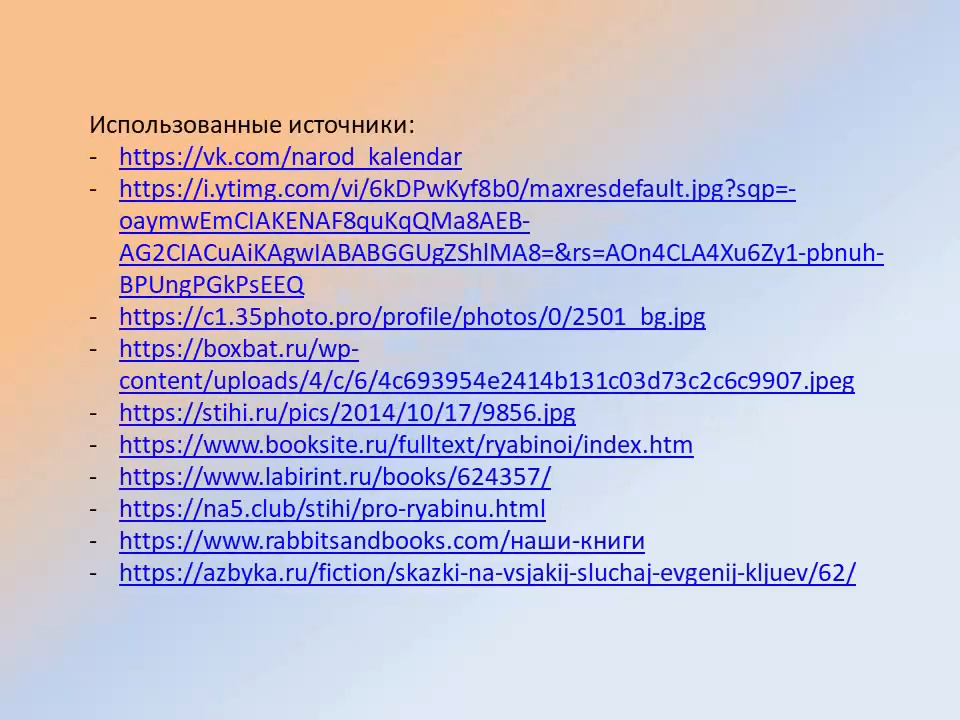 Использованные источники:
- https://vk.com/narod_kalendar
- https://i.ytimg.com/vi/6kDPwKyf8b0/maxresdefault.jpg?sqp=-
oaymwEmCIAKENAF8quKqQMa8AEB-
AG2CIACuAiKAgwIABABGGUgZShlMA8=&rs=AOn4CLA4Xu6Zy1-pbnuh-
BPUngPGkPsEEQ
- https://c1.35photo.pro/profile/photos/0/2501_bg.jpg
- https://boxbat.ru/wp-
content/uploads/4/c/6/4c693954e2414b131c03d73c2c6c9907.jpeg
- https://stihi.ru/pics/2014/10/17/9856.jpg
- https://www.booksite.ru/fulltext/ryabinoi/index.htm
- https://www.labirint.ru/books/624357/
- https://na5.club/stihi/pro-ryabinu.html
- https://www.rabbitsandbooks.com/наши-книги
- https://azbyka.ru/fiction/skazki-na-vsjakij-sluchaj-evgenij-kljuev/62/